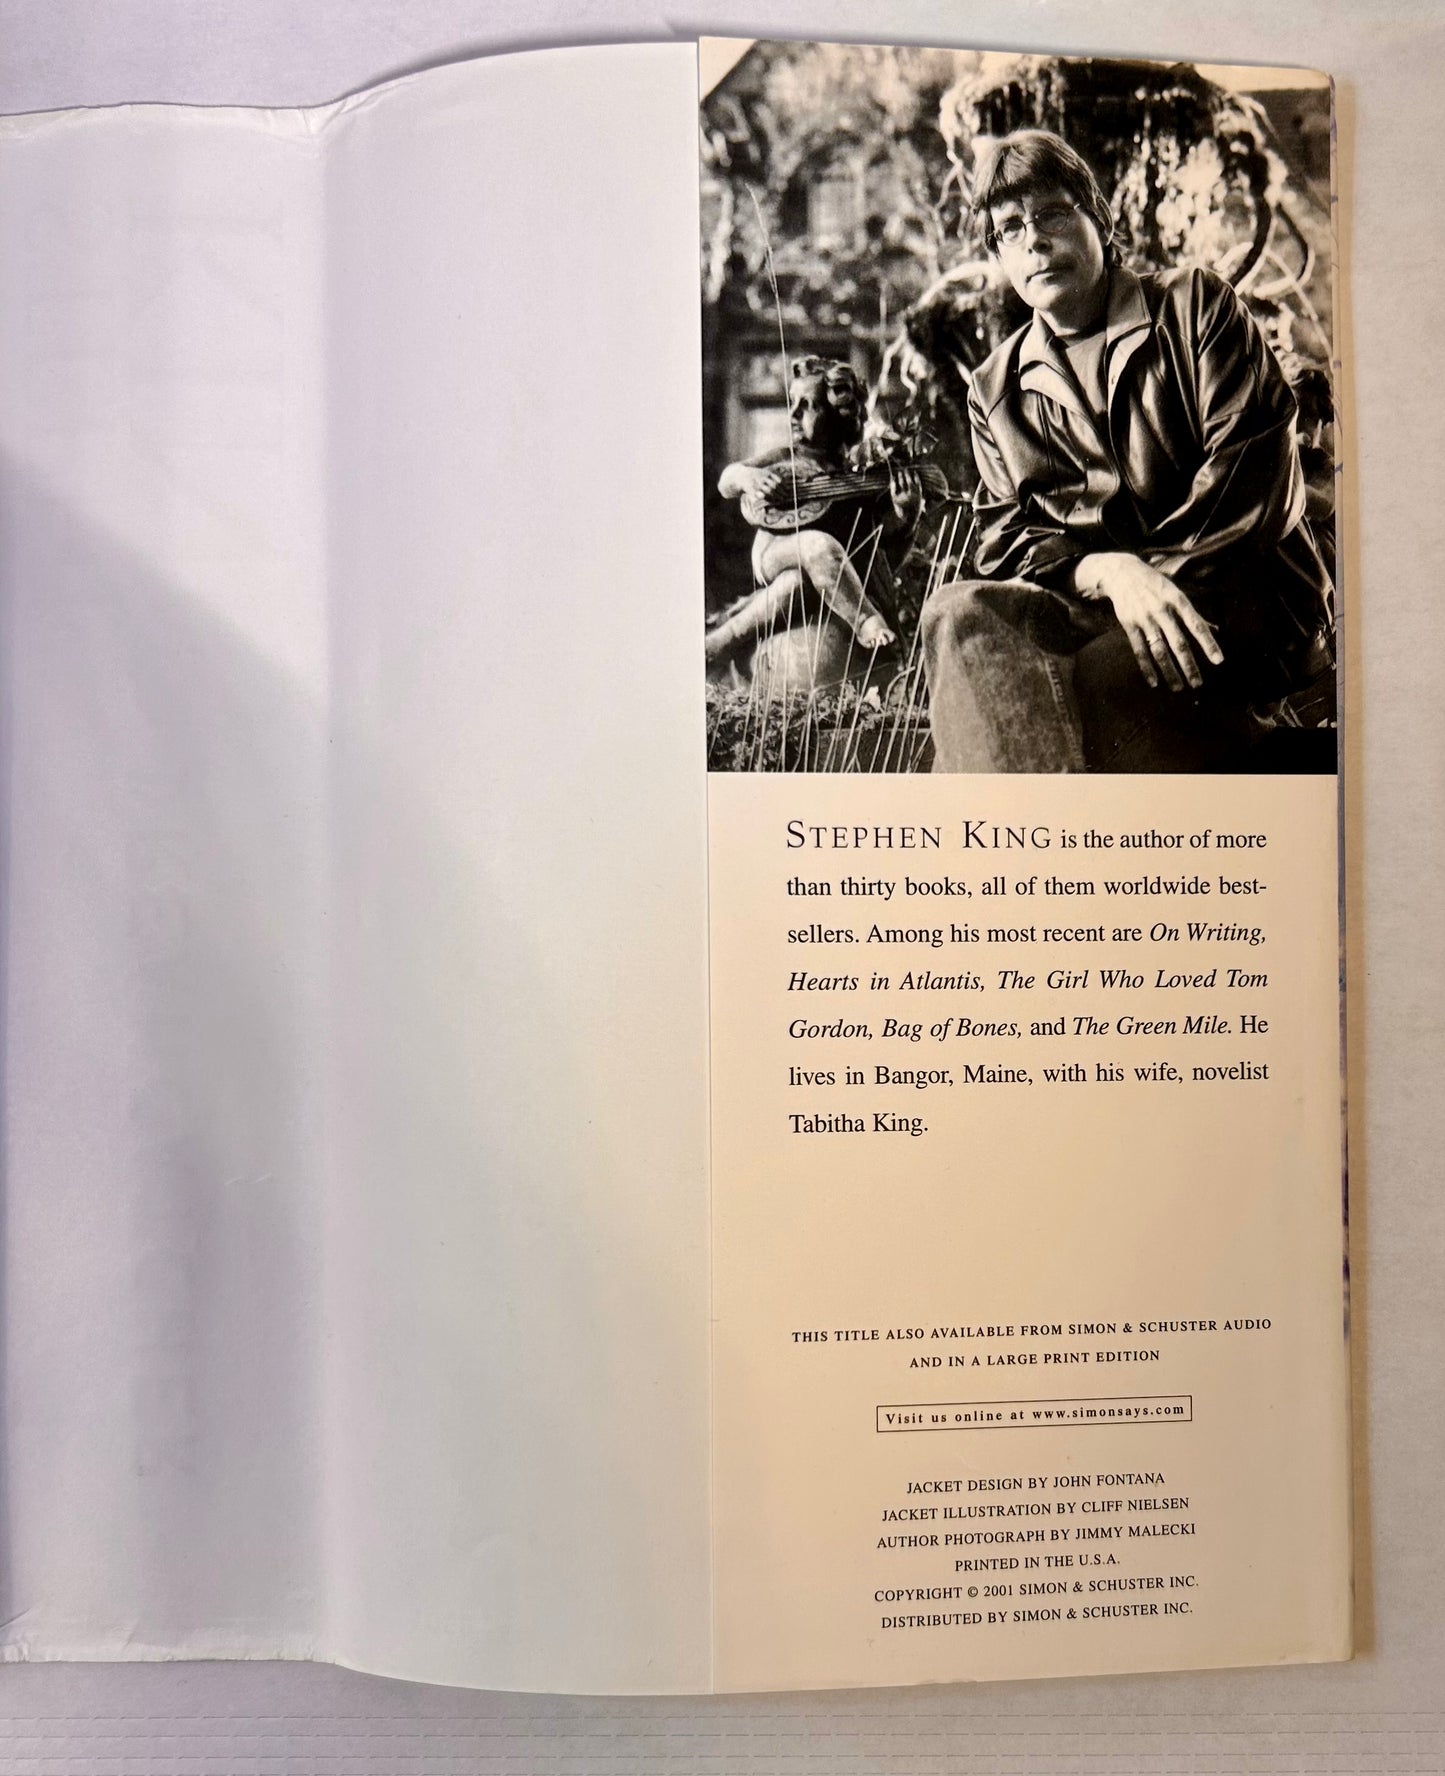 STEPHEN KING is the author of more
than thirty books, all of them worldwide best-
sellers. Among his most recent are On Writing,
Hearts in Atlantis, The Girl Who Loved Tom
Gordon, Bag of Bones, and The Green Mile. He
lives in Bangor, Maine, with his wife, novelist
Tabitha King.
THIS TITLE ALSO AVAILABLE FROM SIMON & SCHUSTER AUDIO
AND IN A LARGE PRINT EDITION
Visit us online at www.simonsays.com
JACKET DESIGN BY JOHN FONTANA
JACKET ILLUSTRATION BY CLIFF NIELSEN
AUTHOR PHOTOGRAPH BY JIMMY MALECKI
PRINTED IN THE U.S.A.
COPYRIGHT © 2001 SIMON & SCHUSTER INC.
DISTRIBUTED BY SIMON & SCHUSTER INC.